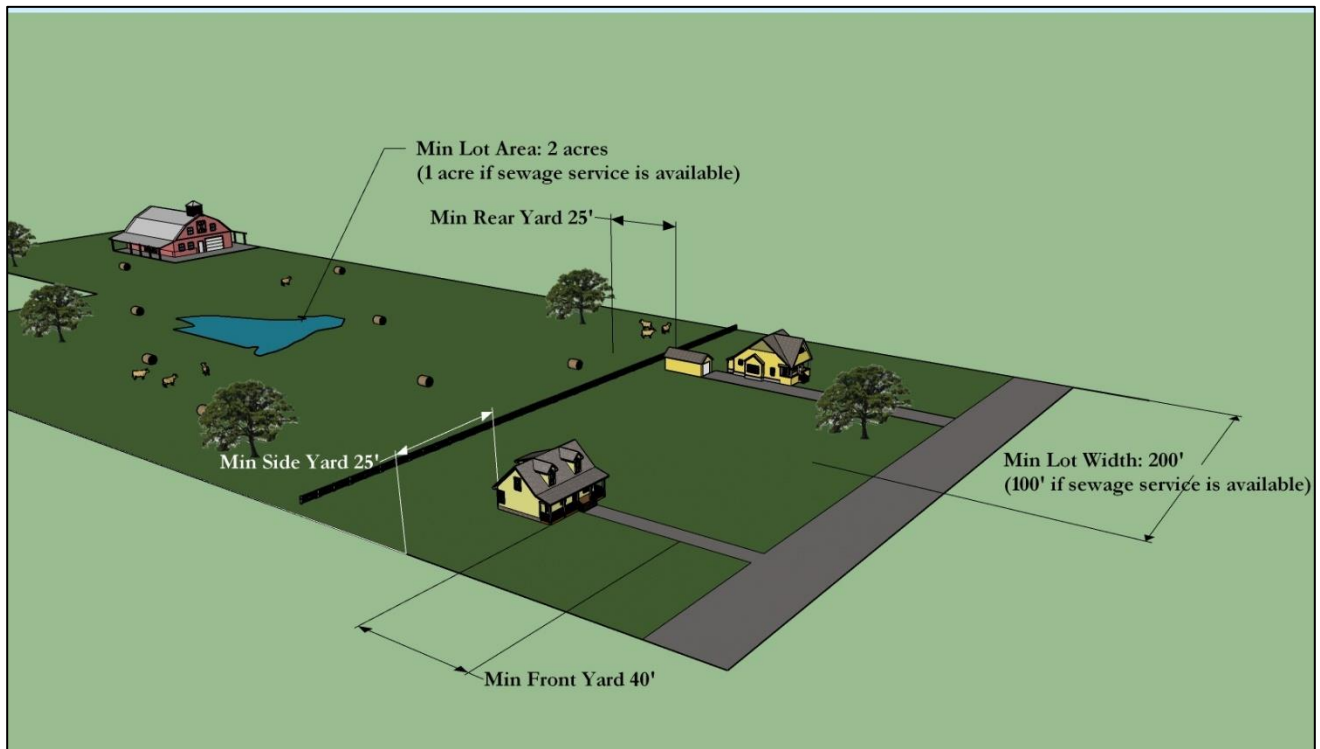 Min Lot Area: 2 acres
(1 acre if sewage service is available)
Min Rear Yard 25'
Min Side Yard 25'
Min Lot Width: 200'
(100' if sewage service is available)
Min Front Yard 40'